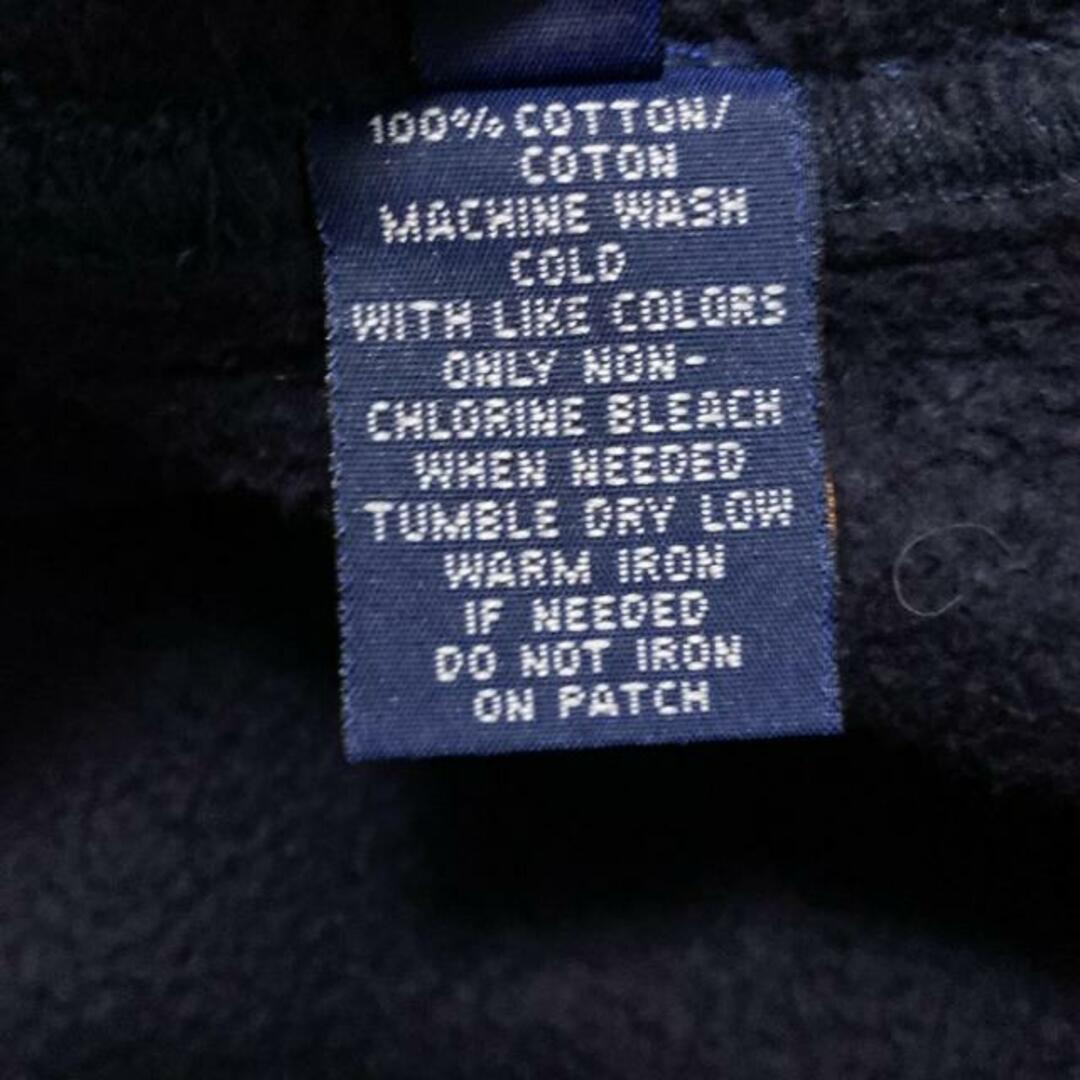 100% COTTON/
COTON
MACHINE WASH
COLD
WITH LIKE COLORS
ONLY NON-
CHLORINE BLEACH
WHEN NEEDED
TUMBLE DRY LOW
WARM IRON
IF NEEDED
DO NOT IRON
ON PATCH